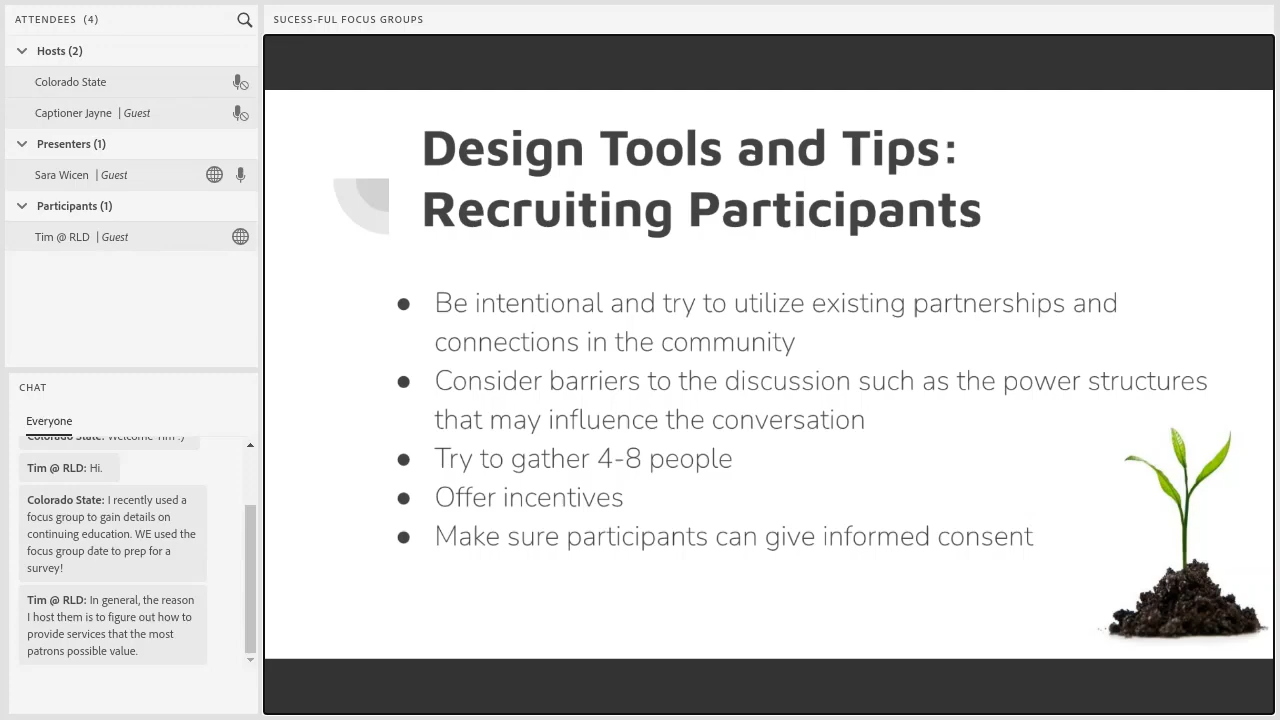 ATTENDEES (4)
Hosts (2)
Colorado State
Captioner Jayne | Guest
Presenters (1)
Sara Wicen | Guest
Participants (1)
Tim @ RLD | Guest
CHAT
Everyone
Colorado State: Welcome Tim :)
Tim @ RLD: Hi.
Colorado State: I recently used a
focus group to gain details on
continuing education. WE used the
focus group date to prep for a
survey!
Tim @ RLD: In general, the reason
I host them is to figure out how to
provide services that the most
patrons possible value.
SUCESS-FUL FOCUS GROUPS
Design Tools and Tips:
Recruiting Participants
● Be intentional and try to utilize existing partnerships and
connections in the community
● Consider barriers to the discussion such as the power structures
that may influence the conversation
● Try to gather 4-8 people
● Offer incentives
● Make sure participants can give informed consent